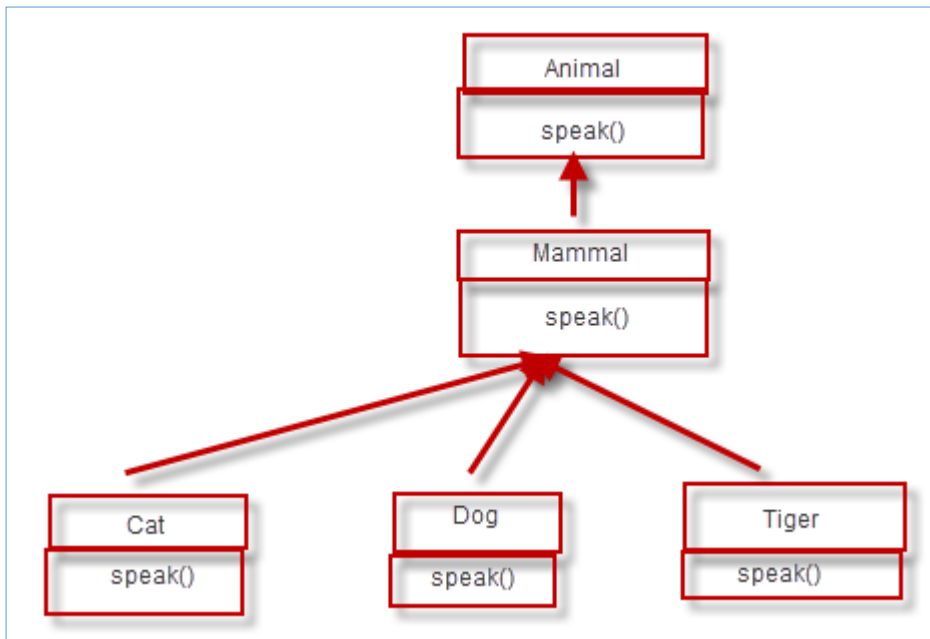 Animal
speak()
Mammal
speak()
Cat
speak()
Dog
speak()
Tiger
speak()